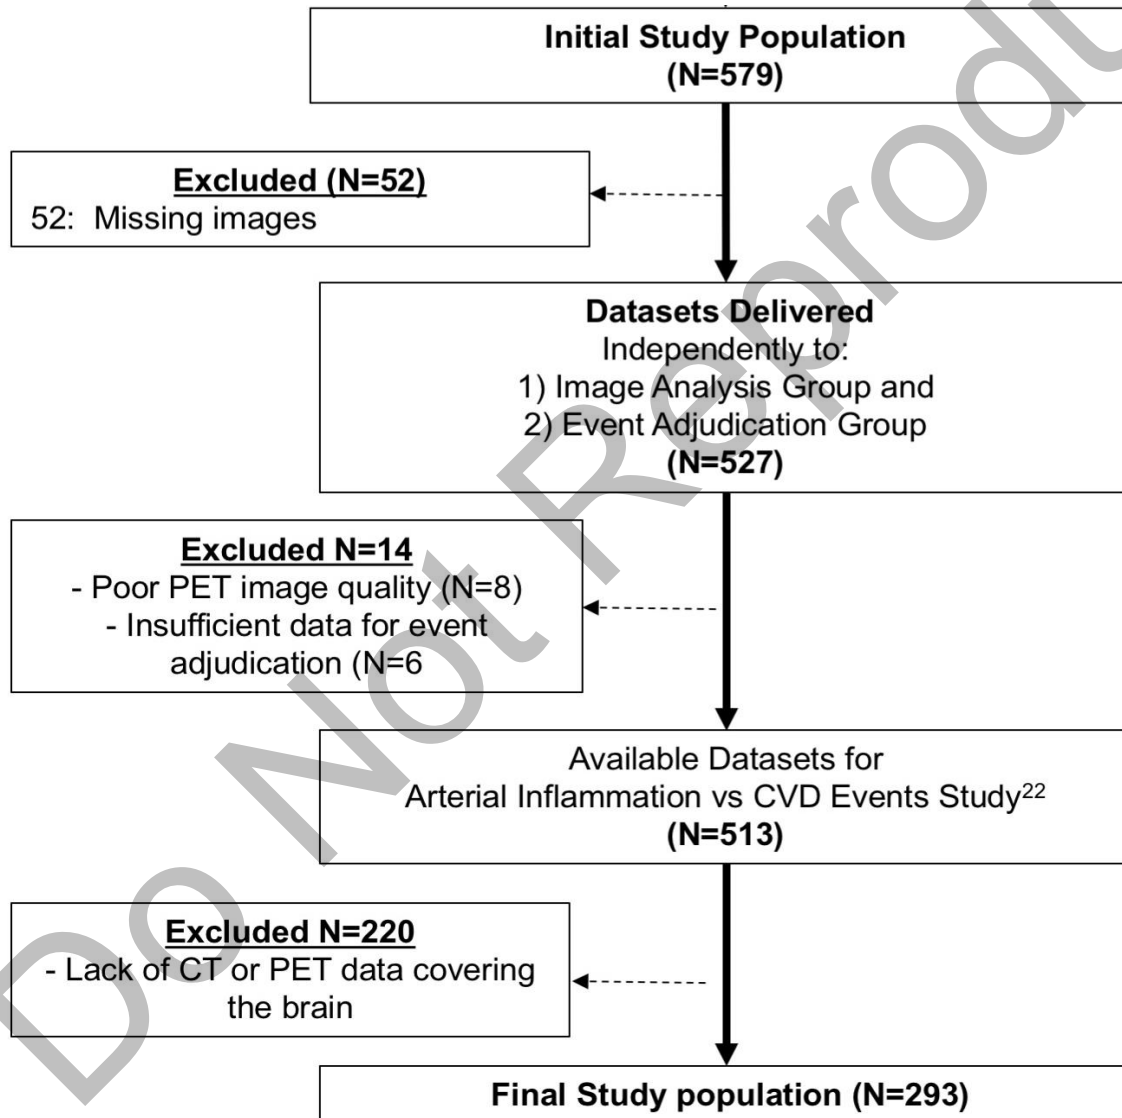 Initial Study Population
(N=579)
Excluded (N=52)
52: Missing images
Datasets Delivered
Independently to:
1) Image Analysis Group and
2) Event Adjudication Group
(N=527)
Excluded N=14
- Poor PET image quality (N=8)
- Insufficient data for event
adjudication (N=6
Available Datasets for
Arterial Inflammation vs CVD Events Study22
(N=513)
Excluded N=220
- Lack of CT or PET data covering
the brain
Final Study population (N=293)
Do Not Reprodu